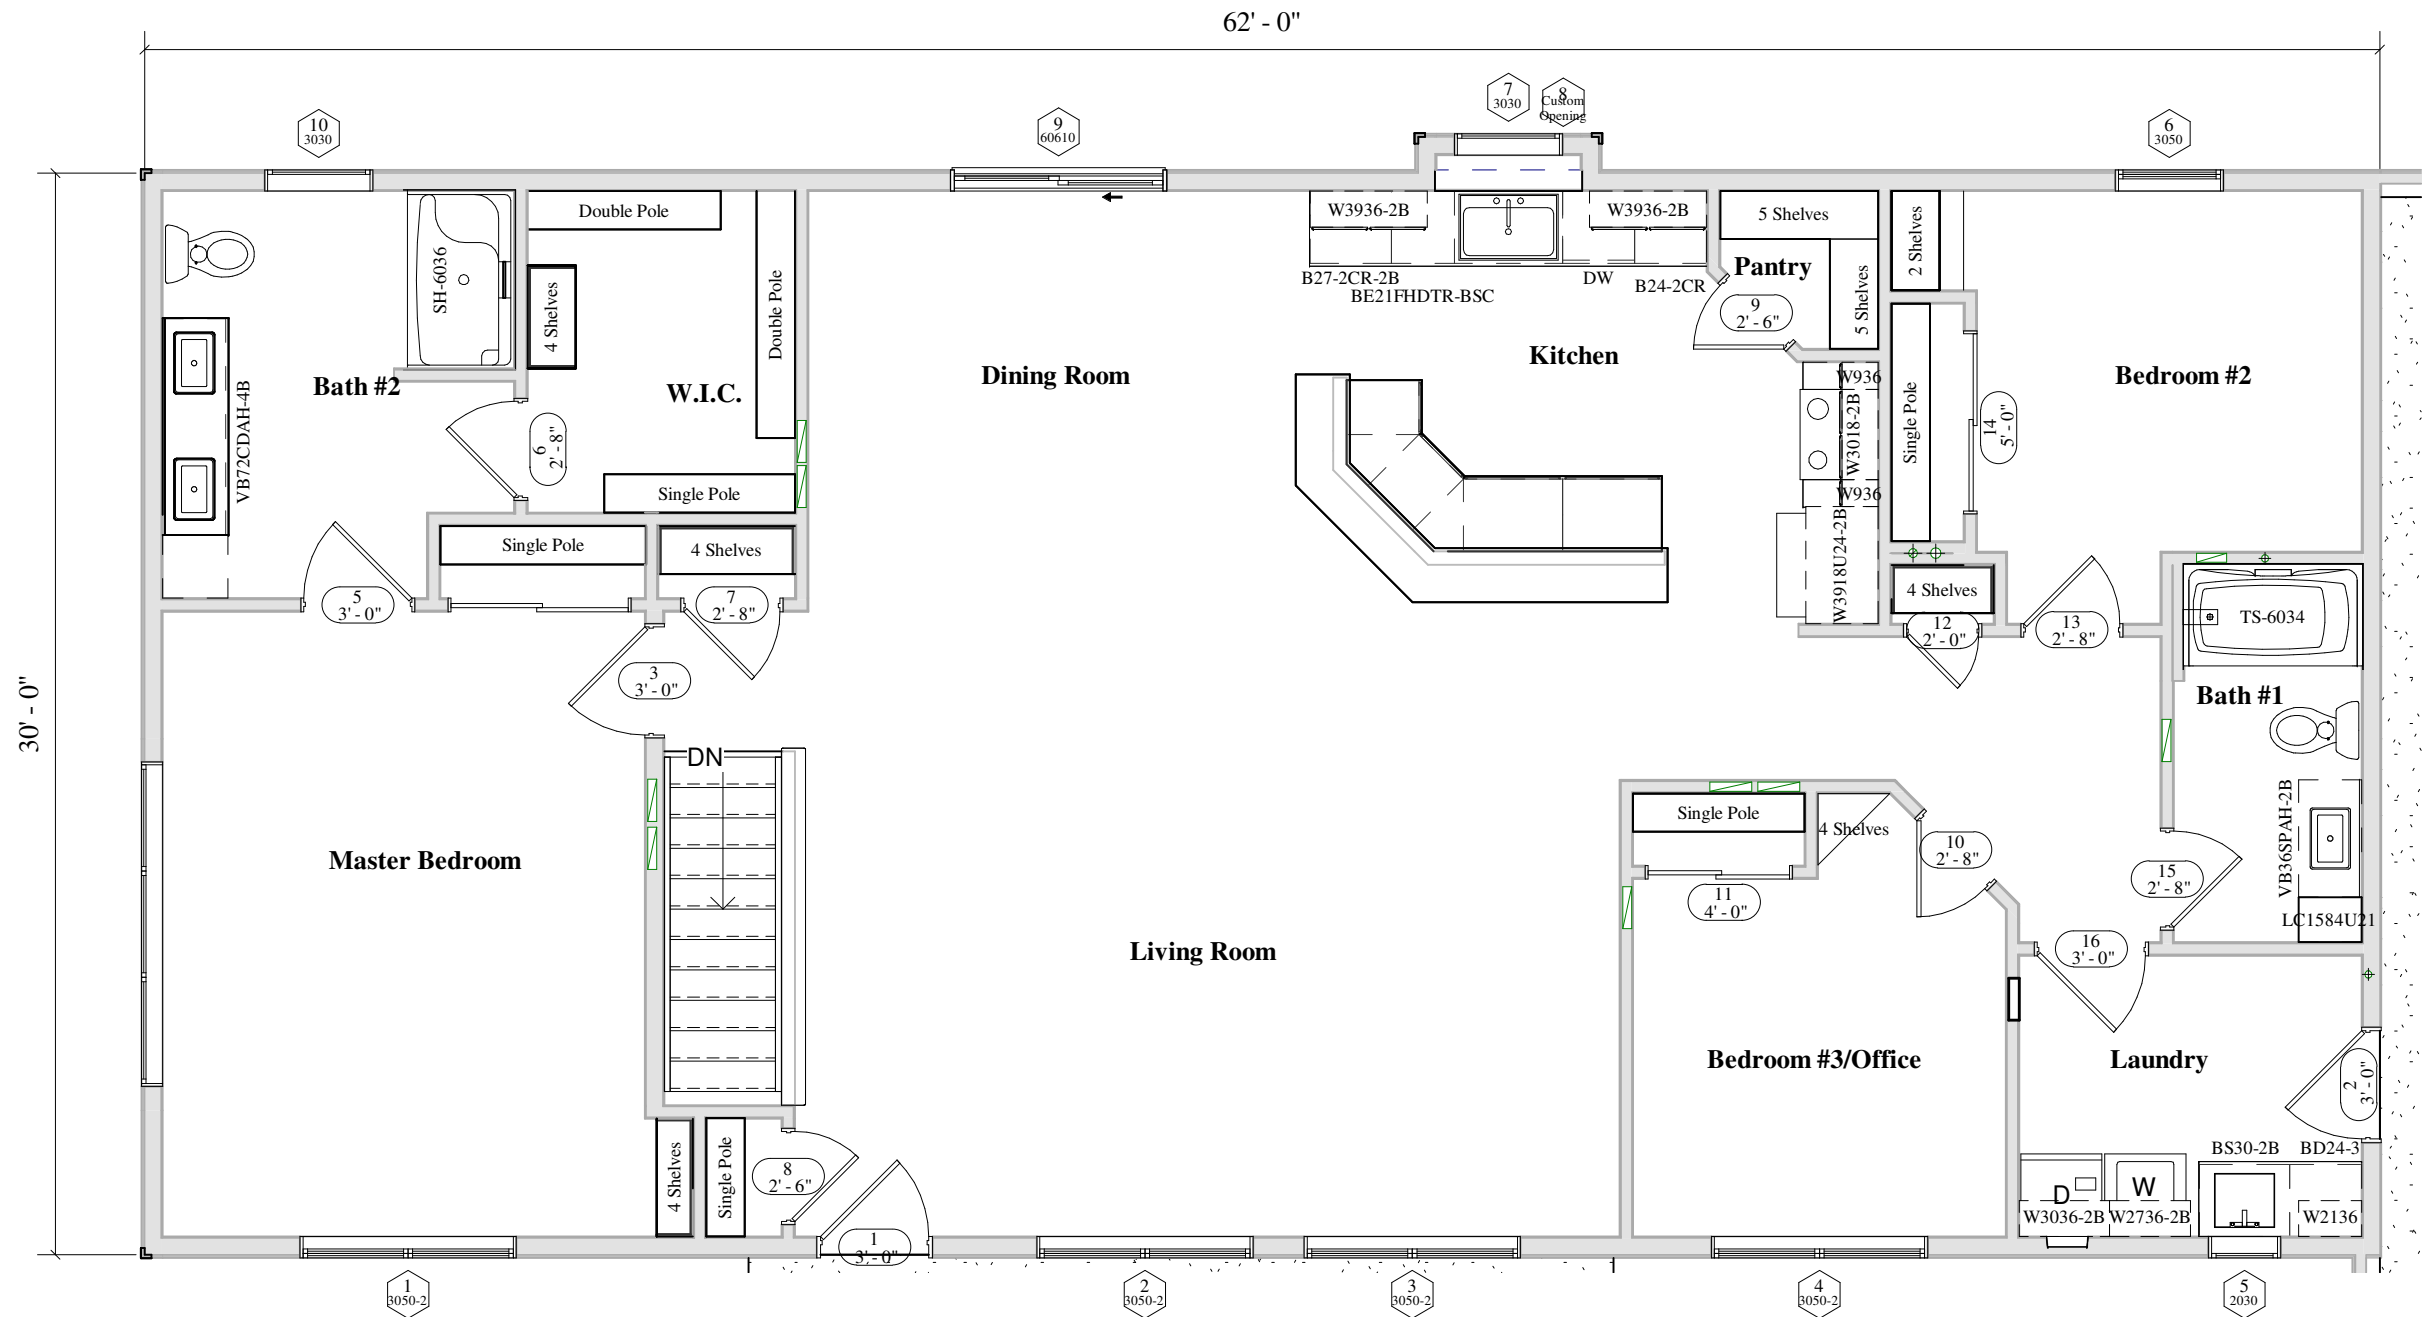 62' - 0"
7
3030
8
Custom
Opening
10
3030
9
60610
6
3050
Double Pole
W3936-2B
W3936-2B
5 Shelves
2 Shelves
SH-6036
Double Pole
4 Shelves
B27-2CR-2B
BE21FHDTR-BSC
DW
B24-2CR
Pantry
5 Shelves
9
2' - 6"
Bath #2
W.I.C.
Dining Room
Kitchen
Bedroom #2
W936
W3018-2B
W936
Single Pole
14
5' - 0"
VB72CDAH-4B
6
2' - 8"
Single Pole
Single Pole
4 Shelves
W3918U24-2B
5
3' - 0"
7
2' - 8"
4 Shelves
12
2' - 0"
13
2' - 8"
TS-6034
3
3' - 0"
Bath #1
30' - 0"
DN
Single Pole
4 Shelves
10
2' - 8"
VB36SPAH-2B
Master Bedroom
15
2' - 8"
11
4' - 0"
LC1584U21
Living Room
16
3' - 0"
Bedroom #3/Office
Laundry
2
3' - 0"
BS30-2B
BD24-3
4 Shelves
Single Pole
8
2' - 6"
D
W
W3036-2B
W2736-2B
W2136
1
3' - 0"
1
3050-2
2
3050-2
3
3050-2
4
3050-2
5
2030